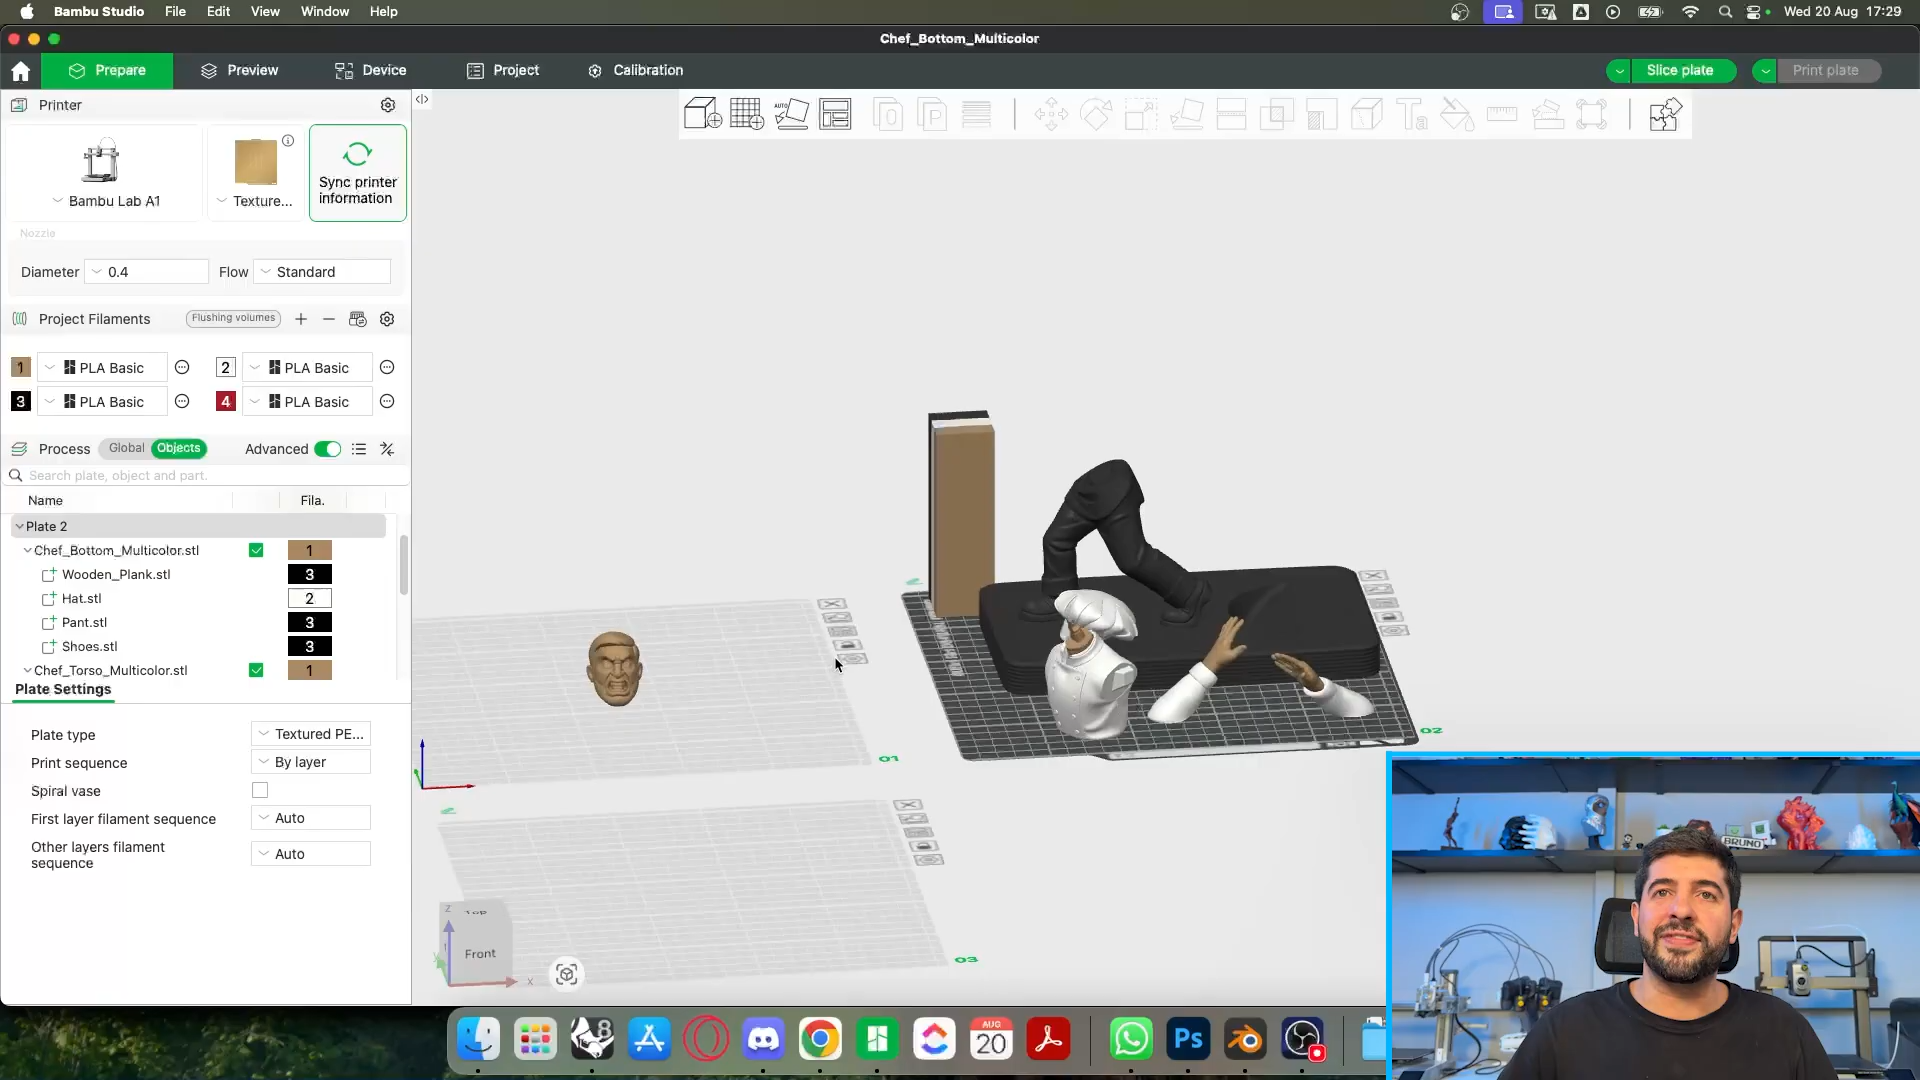 Bambu Studio File Edit View Window Help
Wed 20 Aug 17:29
Chef_Bottom_Multicolor
Prepare Preview Device Project Calibration
Slice plate Print plate
Printer
Bambu Lab A1
Texture...
Sync printer
information
Nozzle
Diameter 0.4 Flow Standard
Project Filaments Flushing volumes
1 PLA Basic 2 PLA Basic
3 PLA Basic 4 PLA Basic
Process Global Objects Advanced
Search plate, object and part.
Name Fila.
Plate 2
Chef_Bottom_Multicolor.stl 1
Wooden_Plank.stl 3
Hat.stl 2
Pant.stl 3
Shoes.stl 3
Chef_Torso_Multicolor.stl 1
Plate Settings
Plate type Textured PE...
Print sequence By layer
Spiral vase
First layer filament sequence Auto
Other layers filament
sequence
Auto
AUTO
Ta
01
02
03
Top
Front
Z
X
8
AUG
20
Ps
BRUNO